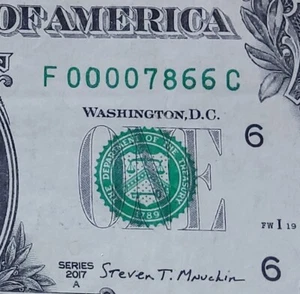 OF AMERICA
F 00007866 C
WASHINGTON, D.C.
ONE
THE DEPARTMENT OF THE TREASURY
1789
6
FW I 19
6
SERIES
2017
A
Steven T. Mnuchin